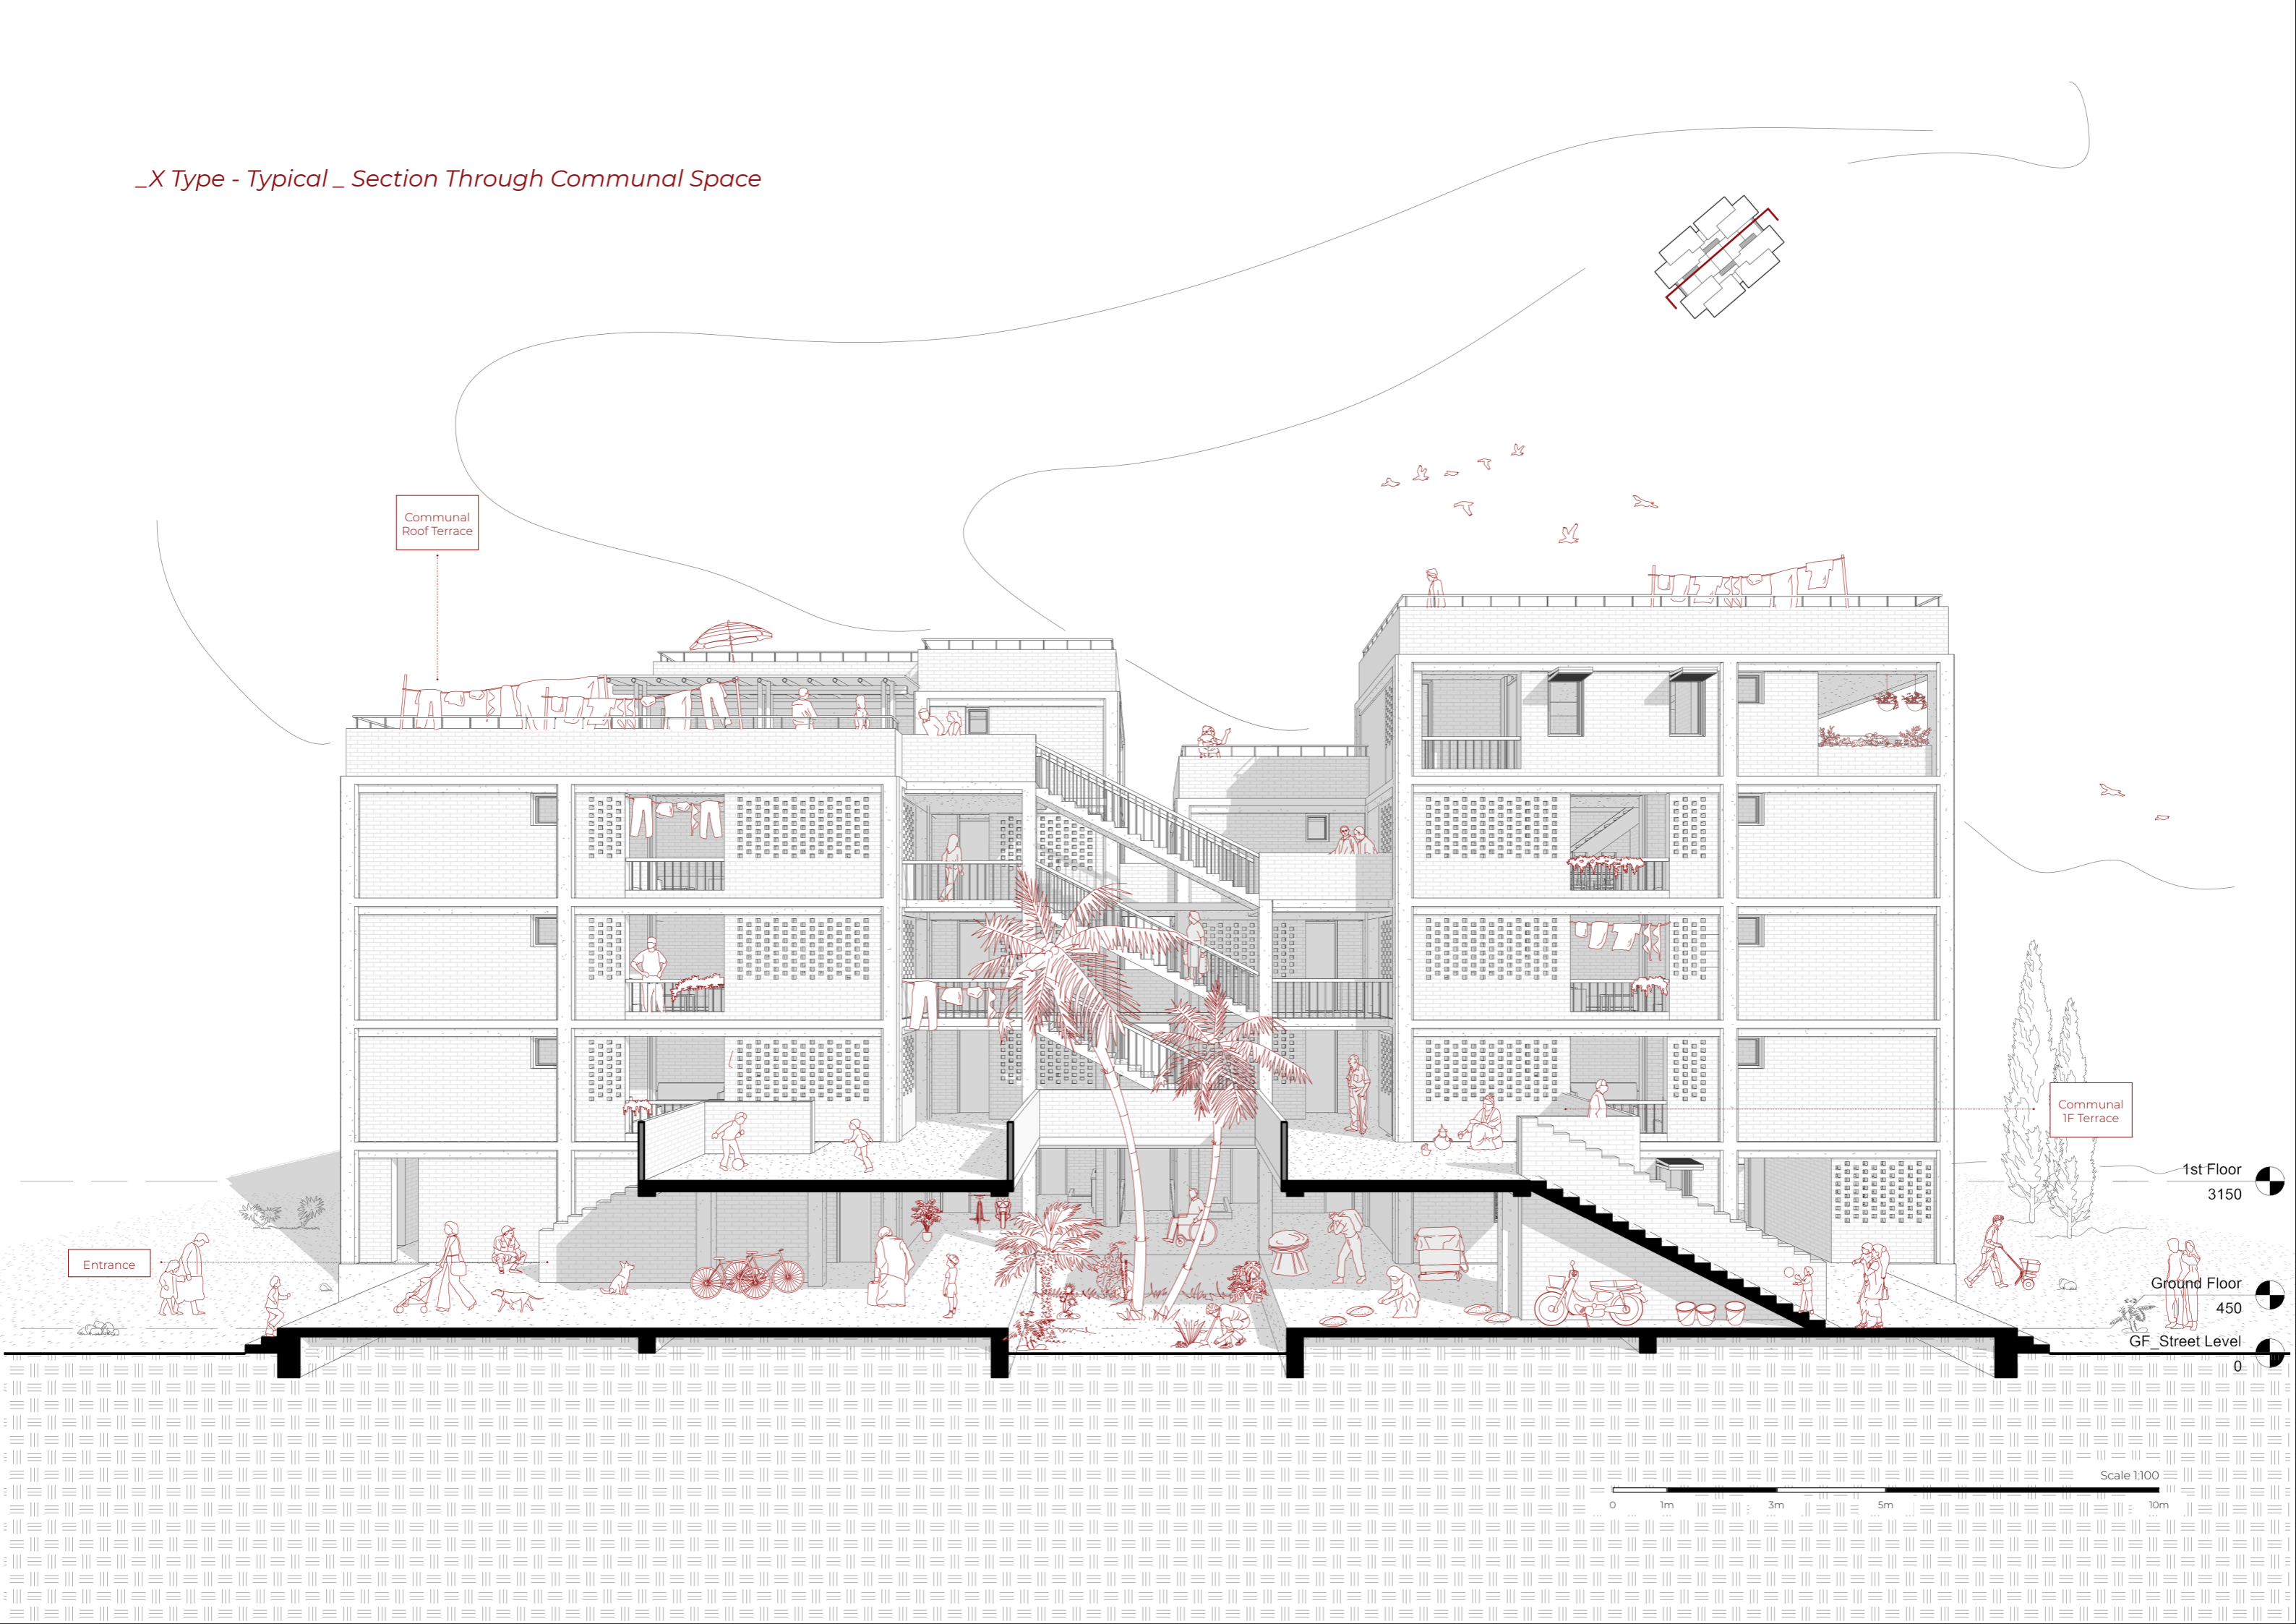 _X Type - Typical _ Section Through Communal Space
Communal
Roof Terrace
Communal
1F Terrace
1st Floor
3150
Entrance
Ground Floor
450
GF_Street Level
0
Scale 1:100
0 1m 3m 5m 10m